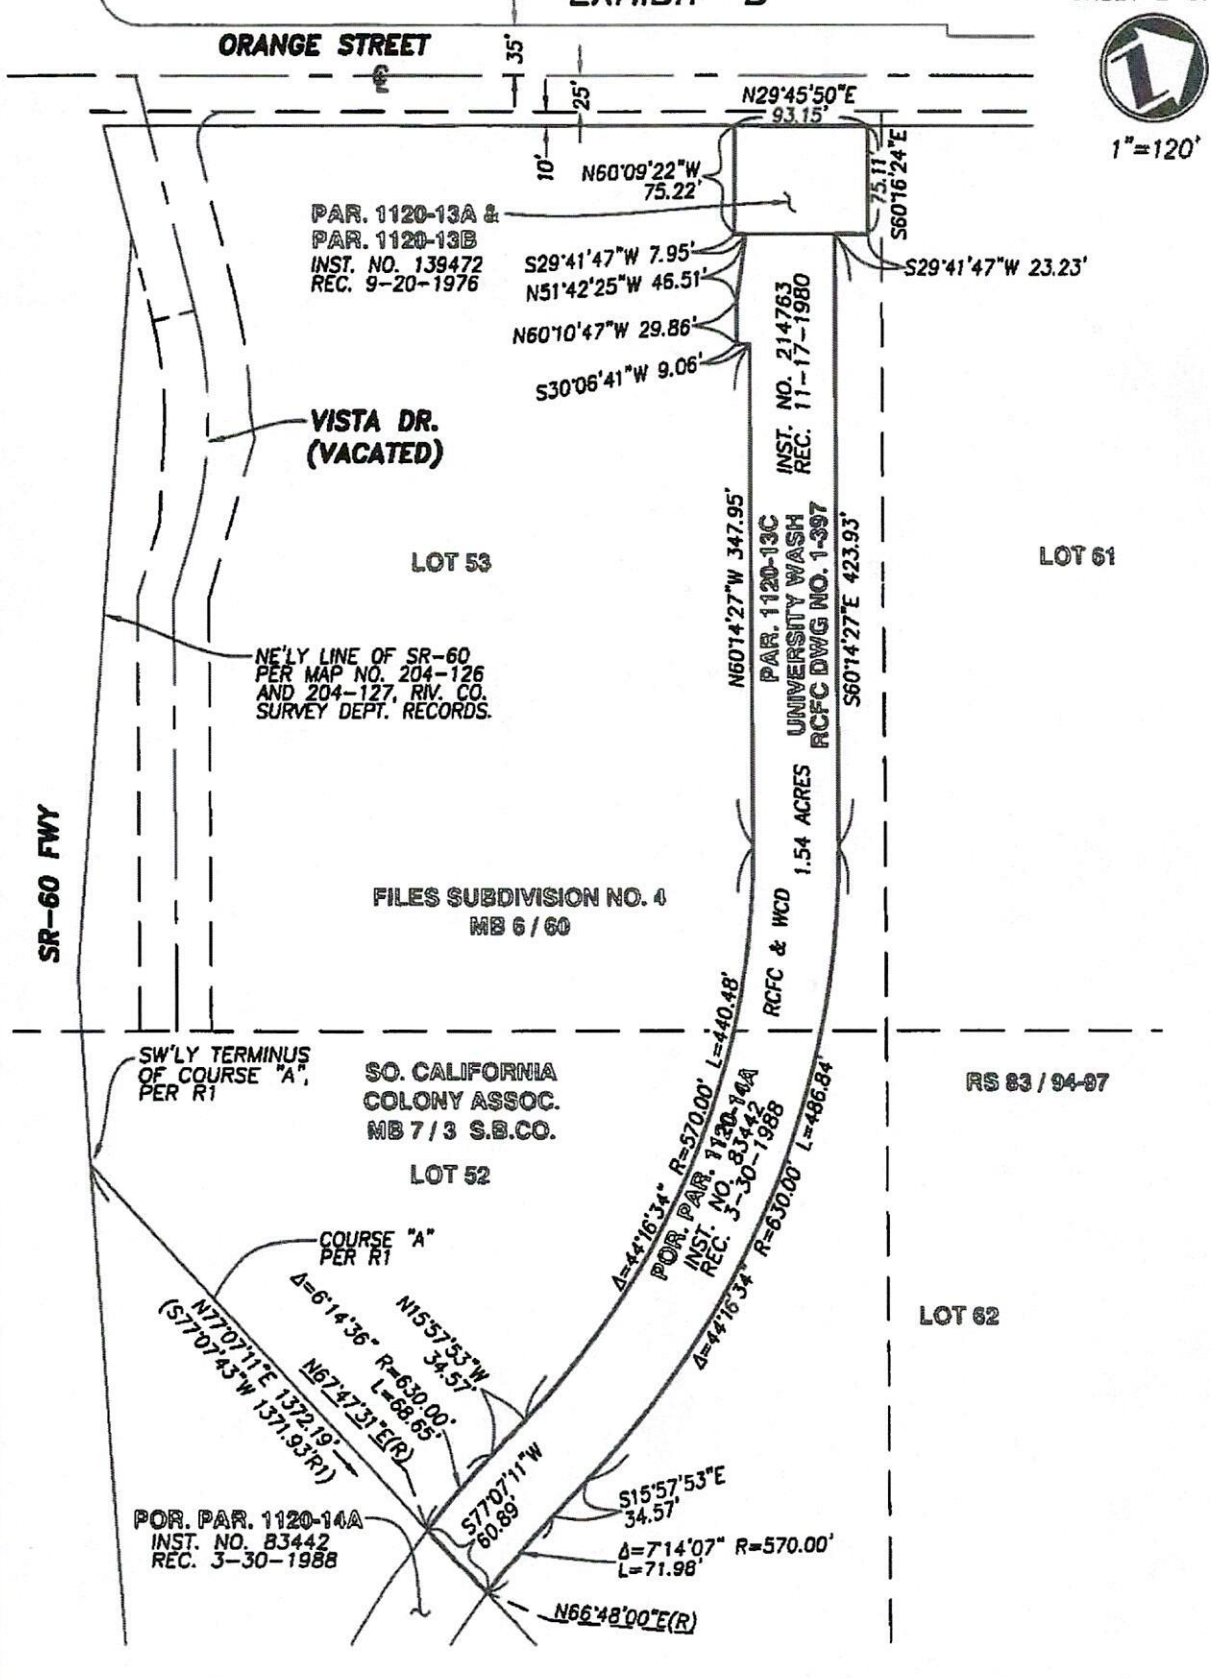 ORANGE STREET
35'
25'
10'
N29°45'50"E
93.15'
1"=120'
N60°09'22"W
75.22'
75.11'
S60°16'24"E
PAR. 1120-13A &
PAR. 1120-13B
INST. NO. 139472
REC. 9-20-1976
S29°41'47"W 7.95'
N51°42'25"W 46.51'
N60°10'47"W 29.86'
S30°06'41"W 9.06'
S29°41'47"W 23.23'
INST. NO. 214763
REC. 11-17-1980
VISTA DR.
(VACATED)
LOT 53
N60°14'27"W 347.95'
PAR. 1120-13C
UNIVERSITY WASH
RCFC DWG NO. 1-397
S60°14'27"E 423.93'
LOT 61
NE'LY LINE OF SR-60
PER MAP NO. 204-126
AND 204-127, RIV. CO.
SURVEY DEPT. RECORDS.
SR-60 FWY
1.54 ACRES
RCFC & WCD
FILES SUBDIVISION NO. 4
MB 6 / 60
SW'LY TERMINUS
OF COURSE "A",
PER R1
SO. CALIFORNIA
COLONY ASSOC.
MB 7 / 3 S.B.CO.
LOT 52
RS 83 / 94-97
Δ=44°16'34" R=570.00' L=440.48'
POR. PAR. 1120-14A
INST. NO. 83442
REC. 3-30-1988
Δ=44°16'34" R=630.00' L=486.84'
LOT 62
COURSE "A"
PER R1
N77°07'11"E 1372.19'
(S77°07'43"W 1371.93'R1)
Δ=6°14'36" R=630.00'
L=68.65'
N15°57'53"W
34.57'
N67°47'31"E(R)
S77°07'11"W
60.89'
S15°57'53"E
34.57'
Δ=7°14'07" R=570.00'
L=71.98'
POR. PAR. 1120-14A
INST. NO. 83442
REC. 3-30-1988
N66°48'00"E(R)